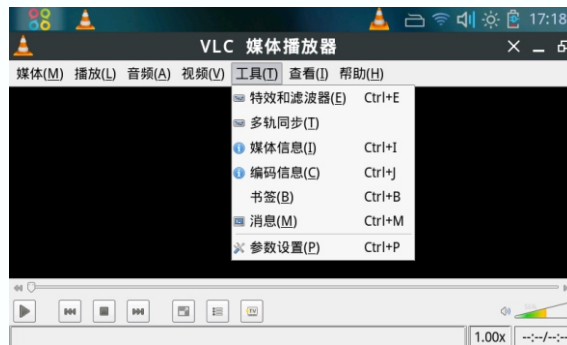 17:18
VLC 媒体播放器
媒体(M) 播放(L) 音频(A) 视频(V) 工具(T) 查看(I) 帮助(H)
特效和滤波器(E) Ctrl+E
多轨同步(T)
媒体信息(I) Ctrl+I
编码信息(C) Ctrl+J
书签(B) Ctrl+B
消息(M) Ctrl+M
参数设置(P) Ctrl+P
1.00x --:--/--:--